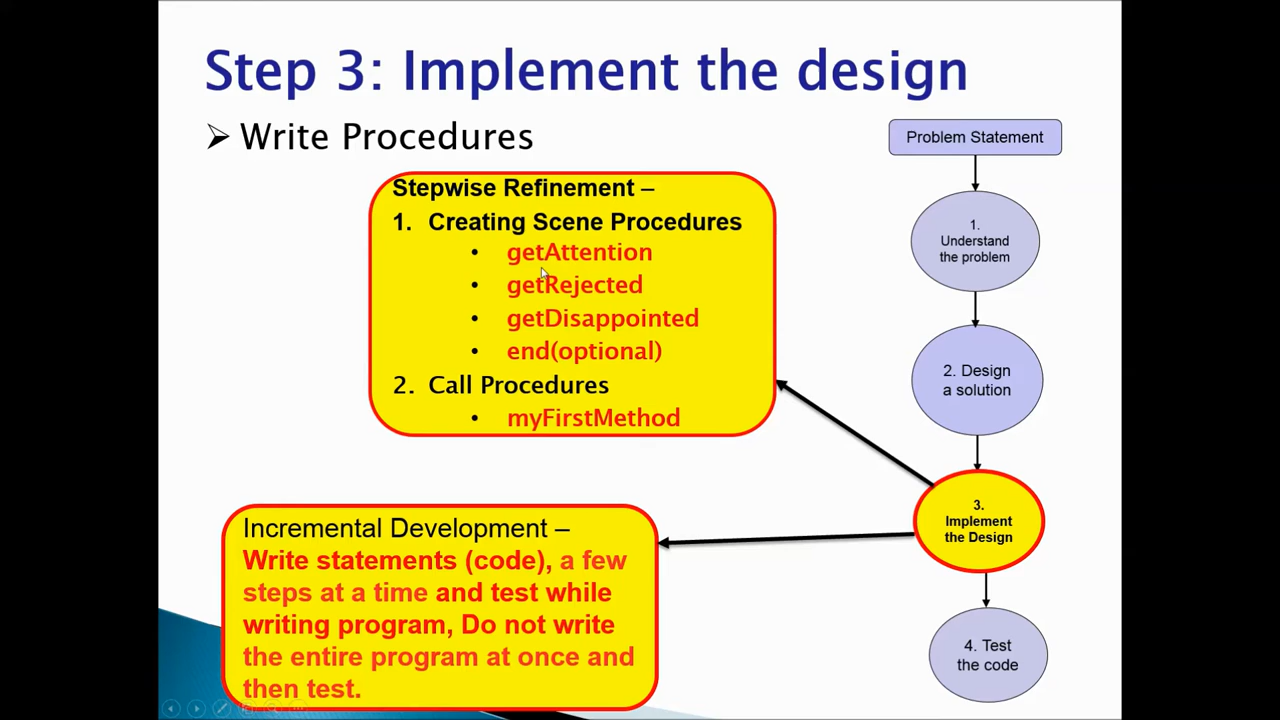 Step 3: Implement the design
➢ Write Procedures
Stepwise Refinement –
1. Creating Scene Procedures
• getAttention
• getRejected
• getDisappointed
• end(optional)
2. Call Procedures
• myFirstMethod
Incremental Development –
Write statements (code), a few
steps at a time and test while
writing program, Do not write
the entire program at once and
then test.
Problem Statement
1.
Understand
the problem
2. Design
a solution
3.
Implement
the Design
4. Test
the code